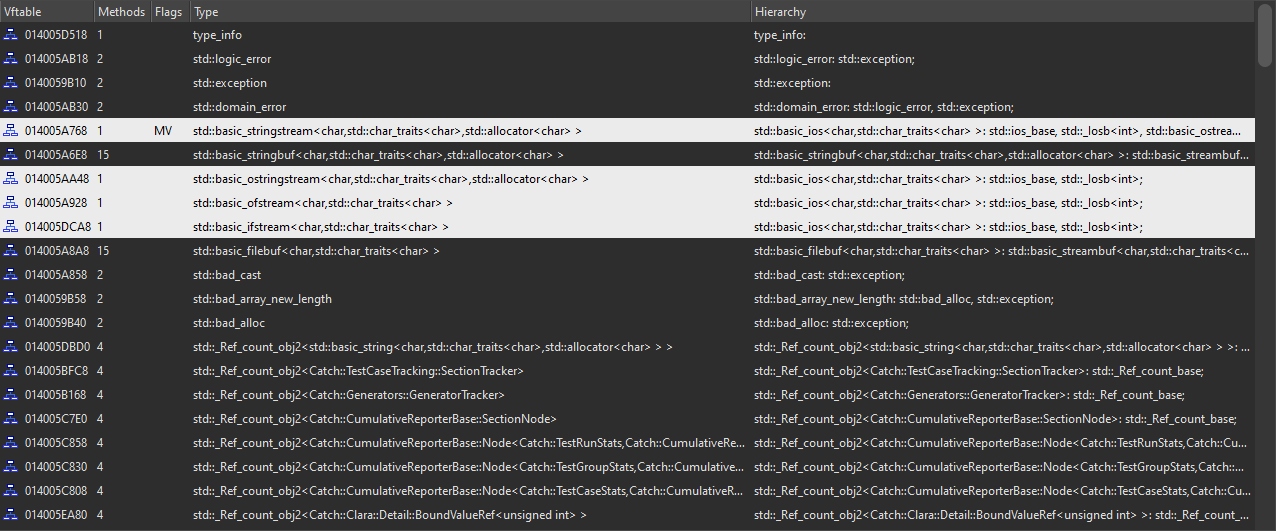 Vftable Methods Flags Type Hierarchy
014005D518 1 type_info type_info:
014005AB18 2 std::logic_error std::logic_error: std::exception;
0140059B10 2 std::exception std::exception:
014005AB30 2 std::domain_error std::domain_error: std::logic_error, std::exception;
014005A768 1 MV std::basic_stringstream<char,std::char_traits<char>,std::allocator<char> > std::basic_ios<char,std::char_traits<char> >: std::ios_base, std::_Iosb<int>, std::basic_ostrea...
014005A6E8 15 std::basic_stringbuf<char,std::char_traits<char>,std::allocator<char> > std::basic_stringbuf<char,std::char_traits<char>,std::allocator<char> >: std::basic_streambuf...
014005AA48 1 std::basic_ostringstream<char,std::char_traits<char>,std::allocator<char> > std::basic_ios<char,std::char_traits<char> >: std::ios_base, std::_Iosb<int>;
014005A928 1 std::basic_ofstream<char,std::char_traits<char> > std::basic_ios<char,std::char_traits<char> >: std::ios_base, std::_Iosb<int>;
014005DCA8 1 std::basic_ifstream<char,std::char_traits<char> > std::basic_ios<char,std::char_traits<char> >: std::ios_base, std::_Iosb<int>;
014005A8A8 15 std::basic_filebuf<char,std::char_traits<char> > std::basic_filebuf<char,std::char_traits<char> >: std::basic_streambuf<char,std::char_traits<c...
014005A858 2 std::bad_cast std::bad_cast: std::exception;
0140059B58 2 std::bad_array_new_length std::bad_array_new_length: std::bad_alloc, std::exception;
0140059B40 2 std::bad_alloc std::bad_alloc: std::exception;
014005DBD0 4 std::_Ref_count_obj2<std::basic_string<char,std::char_traits<char>,std::allocator<char> > > std::_Ref_count_obj2<std::basic_string<char,std::char_traits<char>,std::allocator<char> > >: ...
014005BFC8 4 std::_Ref_count_obj2<Catch::TestCaseTracking::SectionTracker> std::_Ref_count_obj2<Catch::TestCaseTracking::SectionTracker>: std::_Ref_count_base;
014005B168 4 std::_Ref_count_obj2<Catch::Generators::GeneratorTracker> std::_Ref_count_obj2<Catch::Generators::GeneratorTracker>: std::_Ref_count_base;
014005C7E0 4 std::_Ref_count_obj2<Catch::CumulativeReporterBase::SectionNode> std::_Ref_count_obj2<Catch::CumulativeReporterBase::SectionNode>: std::_Ref_count_base;
014005C858 4 std::_Ref_count_obj2<Catch::CumulativeReporterBase::Node<Catch::TestRunStats,Catch::CumulativeRe... std::_Ref_count_obj2<Catch::CumulativeReporterBase::Node<Catch::TestRunStats,Catch::Cu...
014005C830 4 std::_Ref_count_obj2<Catch::CumulativeReporterBase::Node<Catch::TestGroupStats,Catch::Cumulative... std::_Ref_count_obj2<Catch::CumulativeReporterBase::Node<Catch::TestGroupStats,Catch::...
014005C808 4 std::_Ref_count_obj2<Catch::CumulativeReporterBase::Node<Catch::TestCaseStats,Catch::CumulativeR... std::_Ref_count_obj2<Catch::CumulativeReporterBase::Node<Catch::TestCaseStats,Catch::Cu...
014005EA80 4 std::_Ref_count_obj2<Catch::Clara::Detail::BoundValueRef<unsigned int> > std::_Ref_count_obj2<Catch::Clara::Detail::BoundValueRef<unsigned int> >: std::_Ref_count_...